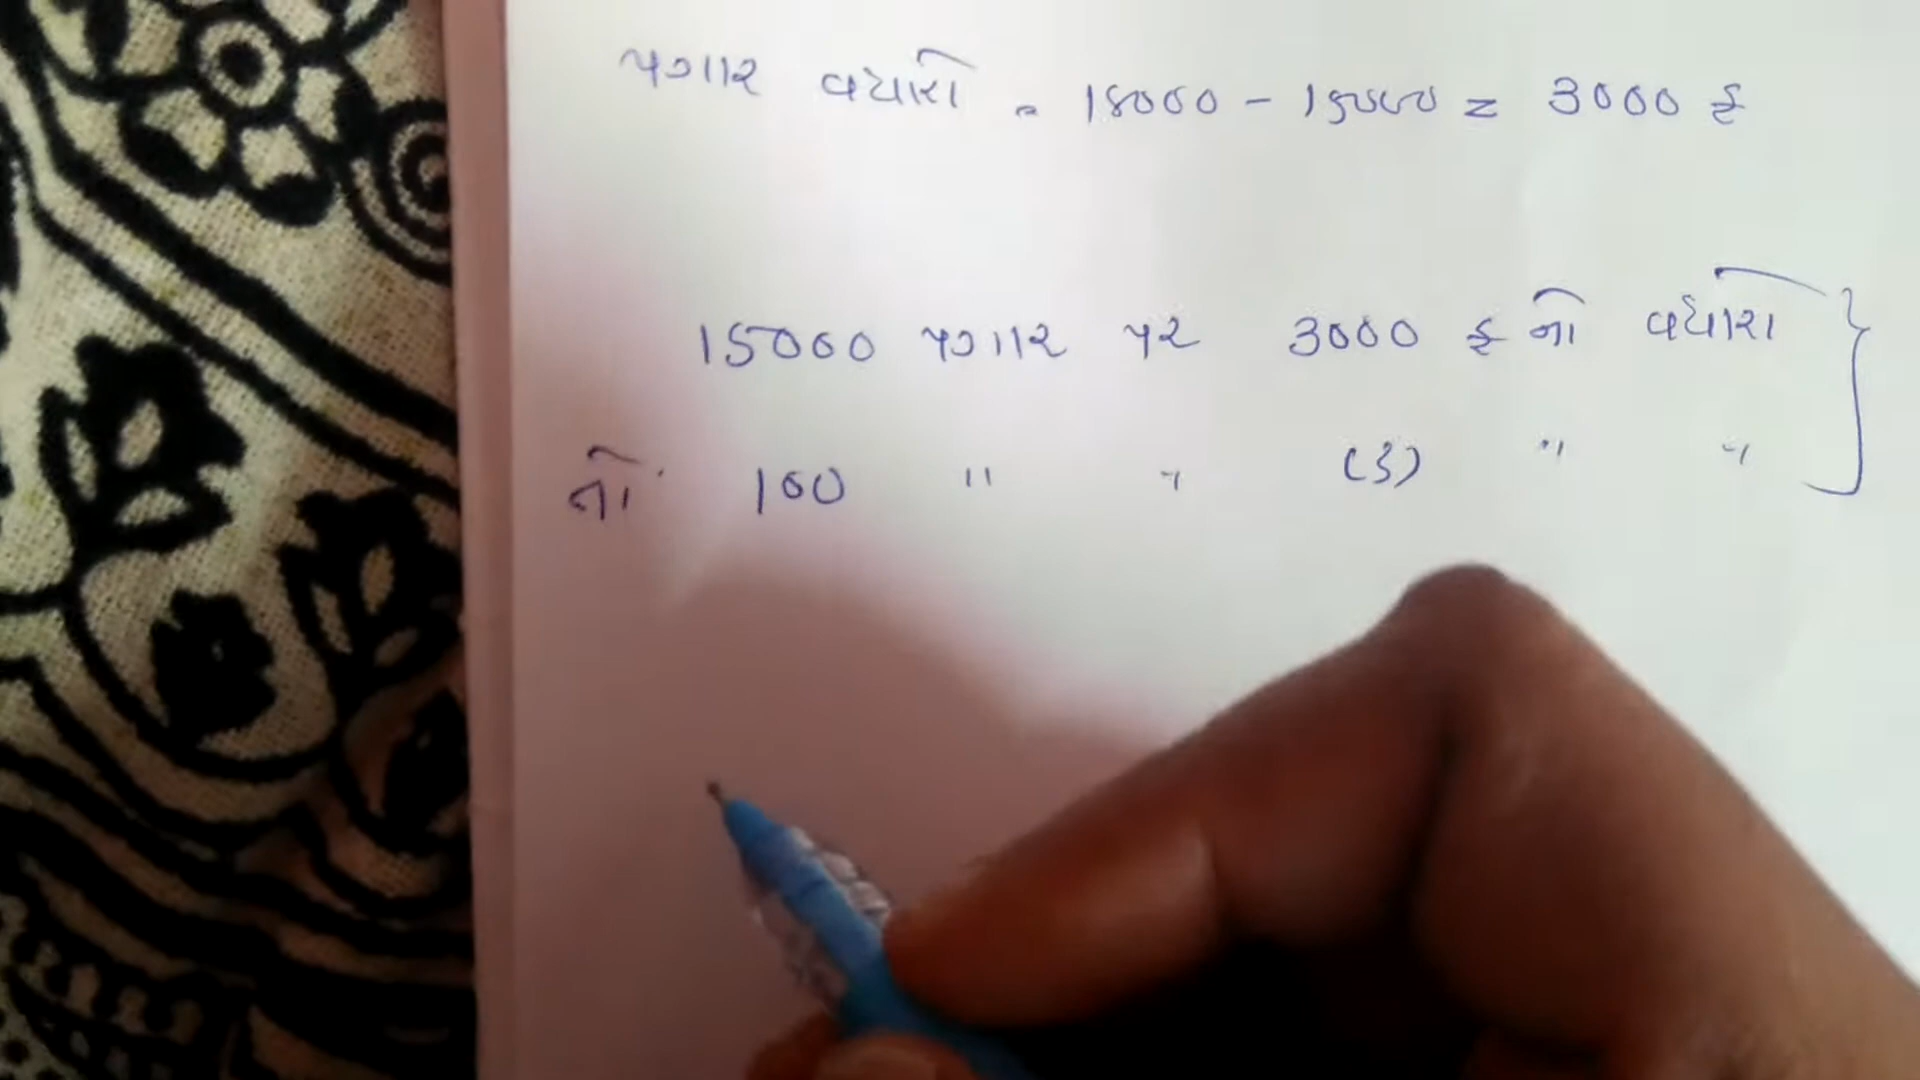 પગાર વધારો = 18000 - 15000 = 3000 રૂ
15000 પગાર પર 3000 રૂ નો વધારો }
તો 100 " " (?) " "